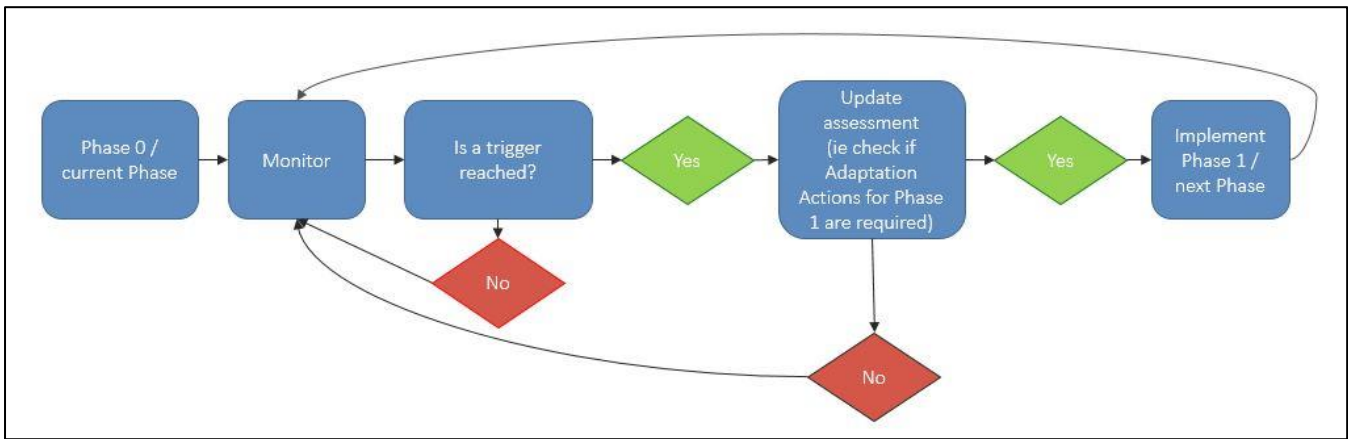 Phase 0 /
current Phase
Monitor
Is a trigger
reached?
Yes
Update
assessment
(ie check if
Adaptation
Actions for Phase
1 are required)
Yes
Implement
Phase 1 /
next Phase
No
No